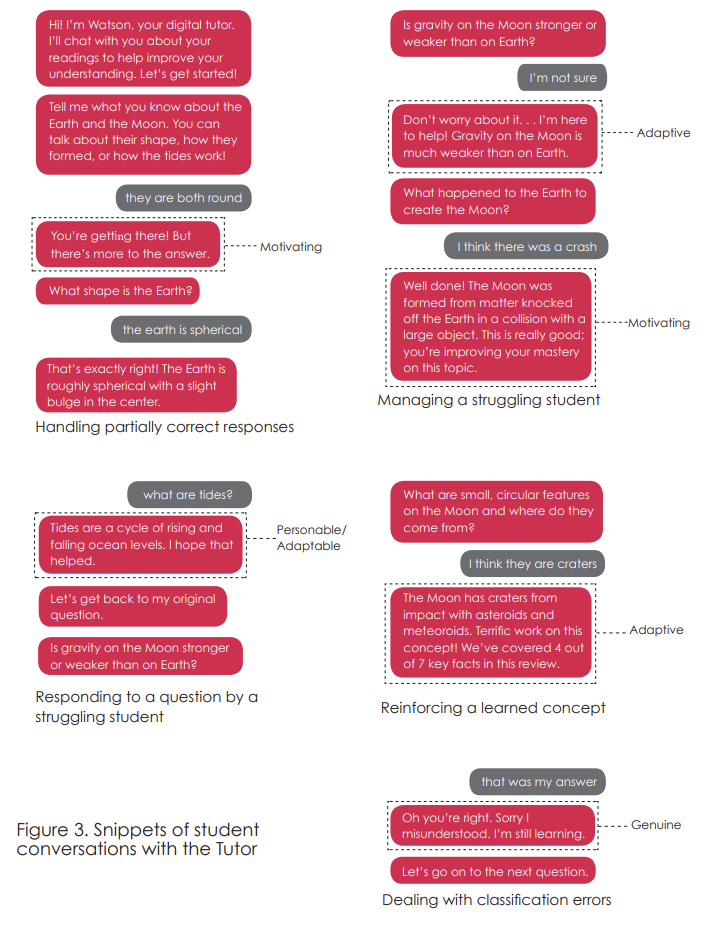 Hi! I'm Watson, your digital tutor.
I'll chat with you about your
readings to help improve your
understanding. Let's get started!
Tell me what you know about the
Earth and the Moon. You can
talk about their shape, how they
formed, or how the tides work!
they are both round
You're getting there! But
there's more to the answer.
Motivating
What shape is the Earth?
the earth is spherical
That's exactly right! The Earth is
roughly spherical with a slight
bulge in the center.
Handling partially correct responses
Is gravity on the Moon stronger or
weaker than on Earth?
I'm not sure
Don't worry about it. . . I'm here
to help! Gravity on the Moon is
much weaker than on Earth.
Adaptive
What happened to the Earth to
create the Moon?
I think there was a crash
Well done! The Moon was
formed from matter knocked
off the Earth in a collision with a
large object. This is really good;
you're improving your mastery
on this topic.
Motivating
Managing a struggling student
what are tides?
Tides are a cycle of rising and
falling ocean levels. I hope that
helped.
Personable/
Adaptable
Let's get back to my original
question.
Is gravity on the Moon stronger
or weaker than on Earth?
Responding to a question by a
struggling student
What are small, circular features
on the Moon and where do they
come from?
I think they are craters
The Moon has craters from
impact with asteroids and
meteoroids. Terrific work on this
concept! We've covered 4 out
of 7 key facts in this review.
Adaptive
Reinforcing a learned concept
that was my answer
Oh you're right. Sorry I
misunderstood. I'm still learning.
Genuine
Let's go on to the next question.
Dealing with classification errors
Figure 3. Snippets of student
conversations with the Tutor